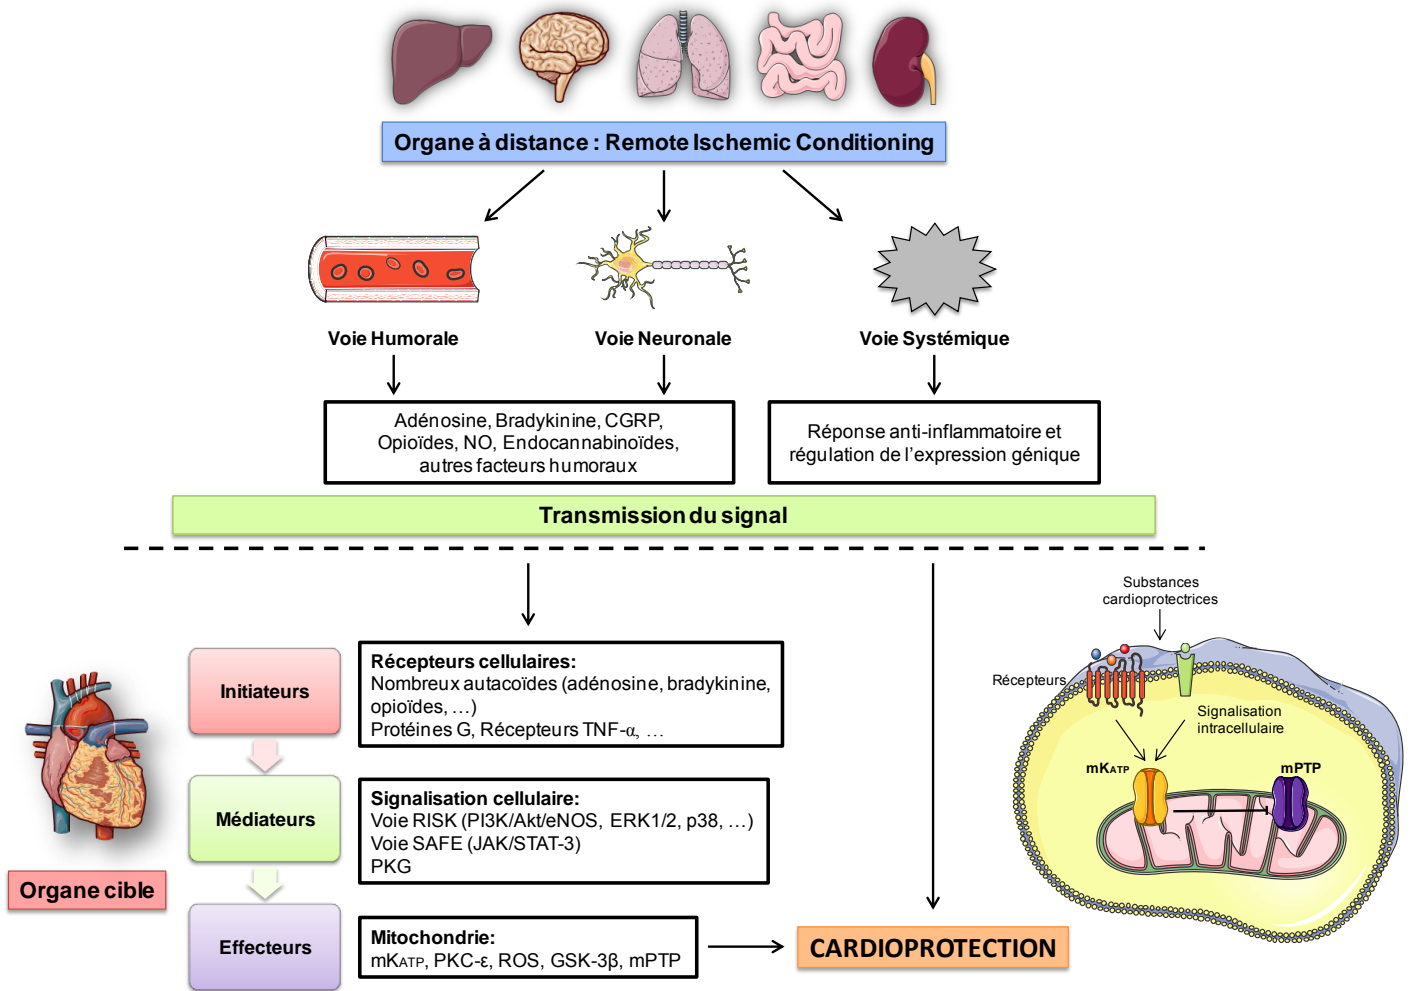 Organe à distance : Remote Ischemic Conditioning
Voie Humorale
Voie Neuronale
Voie Systémique
Adénosine, Bradykinine, CGRP,
Opioïdes, NO, Endocannabinoïdes,
autres facteurs humoraux
Réponse anti-inflammatoire et
régulation de l'expression génique
Transmission du signal
Organe cible
Initiateurs
Récepteurs cellulaires:
Nombreux autacoïdes (adénosine, bradykinine,
opioïdes, …)
Protéines G, Récepteurs TNF-α, …
Médiateurs
Signalisation cellulaire:
Voie RISK (PI3K/Akt/eNOS, ERK1/2, p38, …)
Voie SAFE (JAK/STAT-3)
PKG
Effecteurs
Mitochondrie:
mKATP, PKC-ε, ROS, GSK-3β, mPTP
CARDIOPROTECTION
Substances
cardioprotectrices
Récepteurs
Signalisation
intracellulaire
mKATP
mPTP